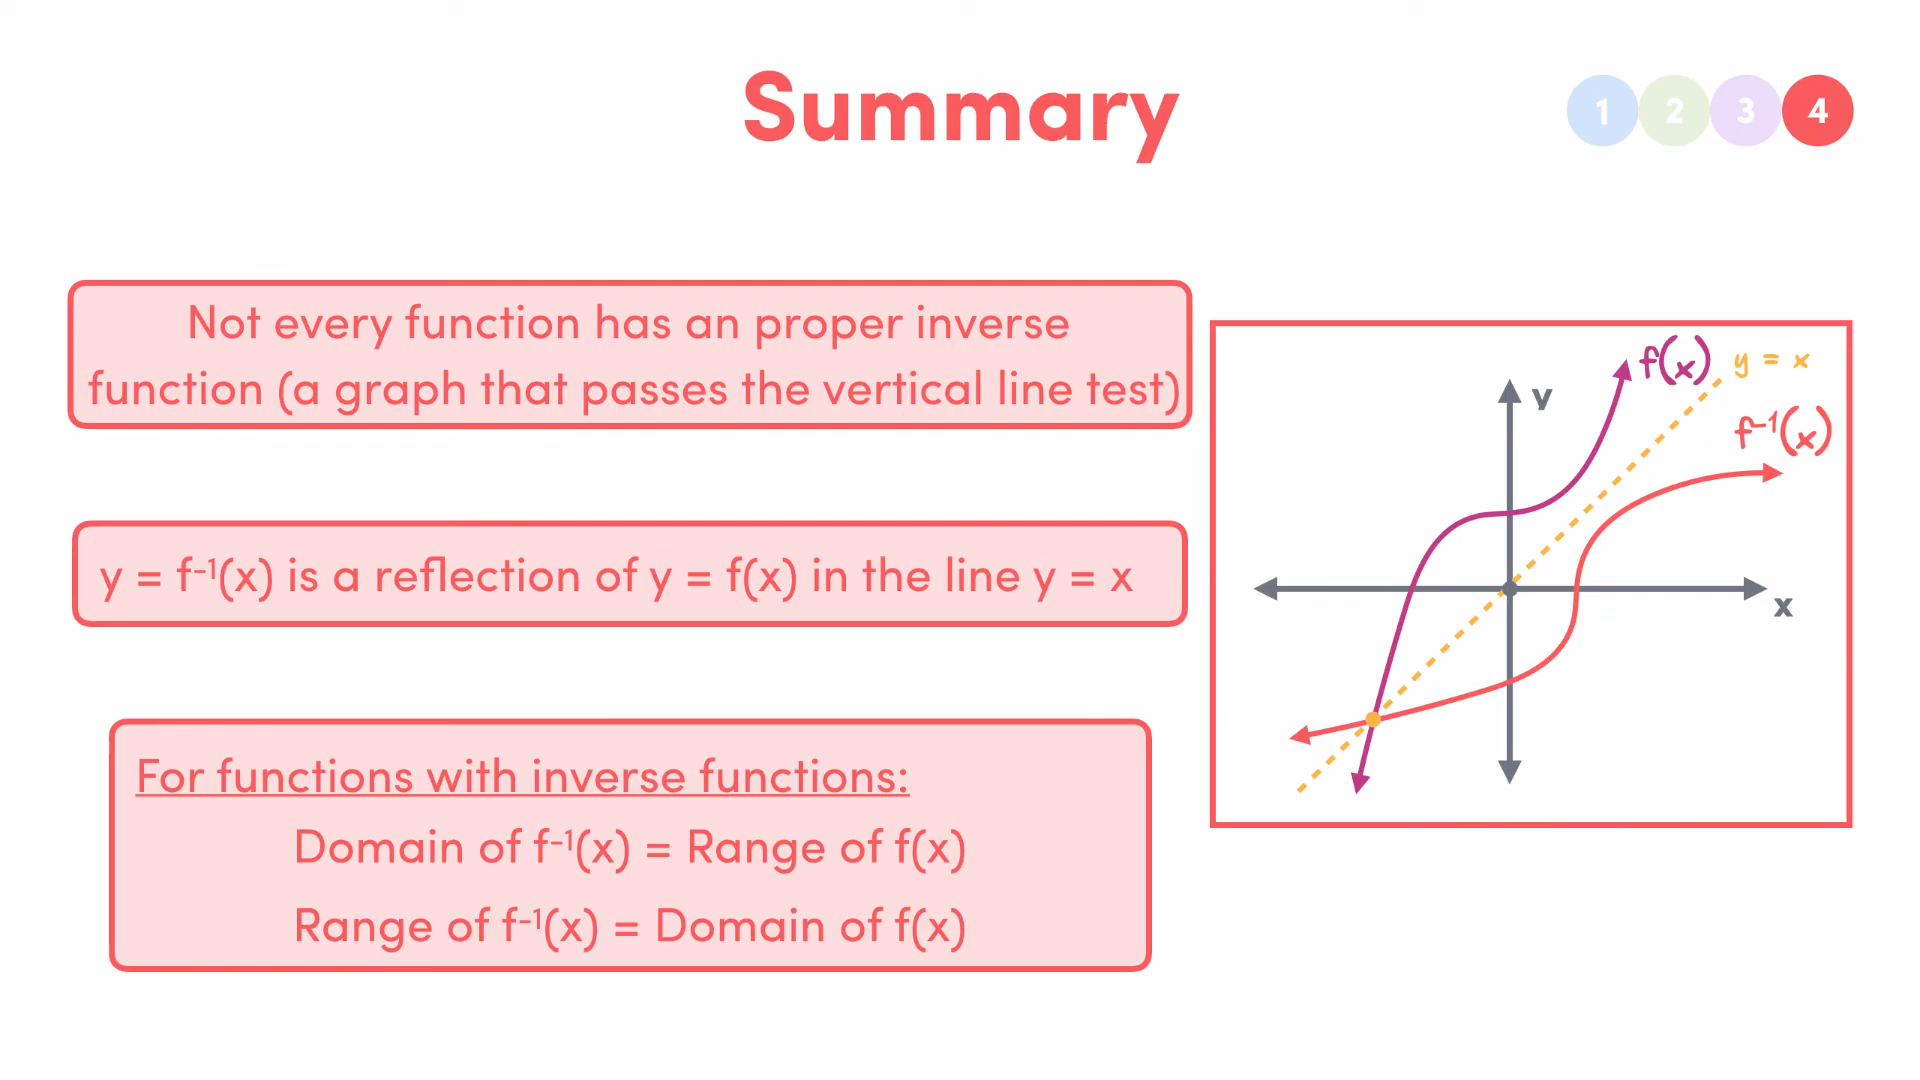 Summary
1 2 3 4
Not every function has an proper inverse
function (a graph that passes the vertical line test)
y = f⁻¹(x) is a reflection of y = f(x) in the line y = x
For functions with inverse functions:
Domain of f⁻¹(x) = Range of f(x)
Range of f⁻¹(x) = Domain of f(x)
f(x)
y = x
y
f⁻¹(x)
x